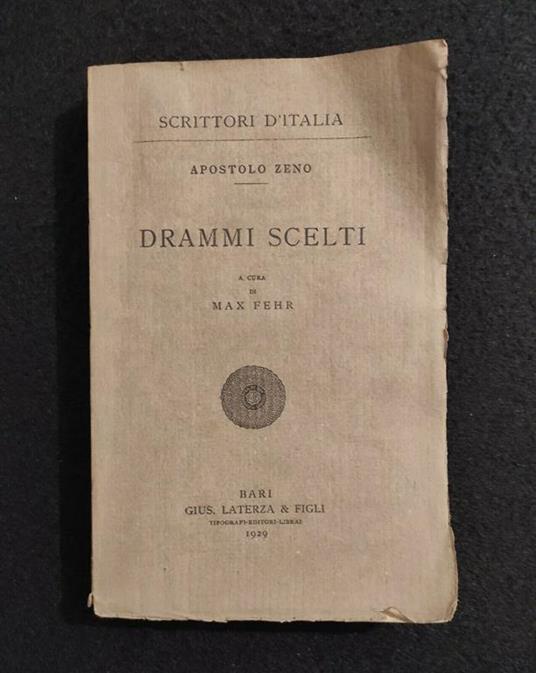 SCRITTORI D'ITALIA
APOSTOLO ZENO
DRAMMI SCELTI
A CURA
DI
MAX FEHR
BARI
GIUS. LATERZA & FIGLI
TIPOGRAFI-EDITORI-LIBRAI
1929